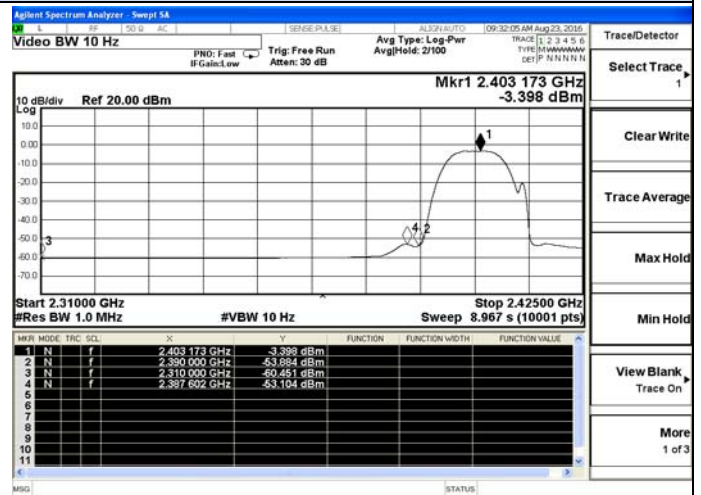 Agilent Spectrum Analyzer - Swept SA
L RF 50 Ω AC SENSE:PULSE ALIGN AUTO 09:32:05 AM Aug 23, 2016
Video BW 10 Hz
PNO: Fast
IFGain:Low
Trig: Free Run
Atten: 30 dB
Avg Type: Log-Pwr
Avg|Hold: 2/100
TRACE 1 2 3 4 5 6
TYPE MWWWWW
DET P N N N N N
Mkr1 2.403 173 GHz
-3.398 dBm
10 dB/div Ref 20.00 dBm
Log
10.0
0.00
-10.0
-20.0
-30.0
-40.0
-50.0
-60.0
-70.0
1
4 2
3
Start 2.31000 GHz Stop 2.42500 GHz
#Res BW 1.0 MHz #VBW 10 Hz Sweep 8.967 s (10001 pts)
MKR MODE TRC SCL X Y FUNCTION FUNCTION WIDTH FUNCTION VALUE
1 N f 2.403 173 GHz -3.398 dBm
2 N f 2.390 000 GHz -53.884 dBm
3 N f 2.310 000 GHz -60.451 dBm
4 N f 2.387 602 GHz -53.104 dBm
5
6
7
8
9
10
11
MSG STATUS
Trace/Detector
Select Trace
1
Clear Write
Trace Average
Max Hold
Min Hold
View Blank
Trace On
More
1 of 3